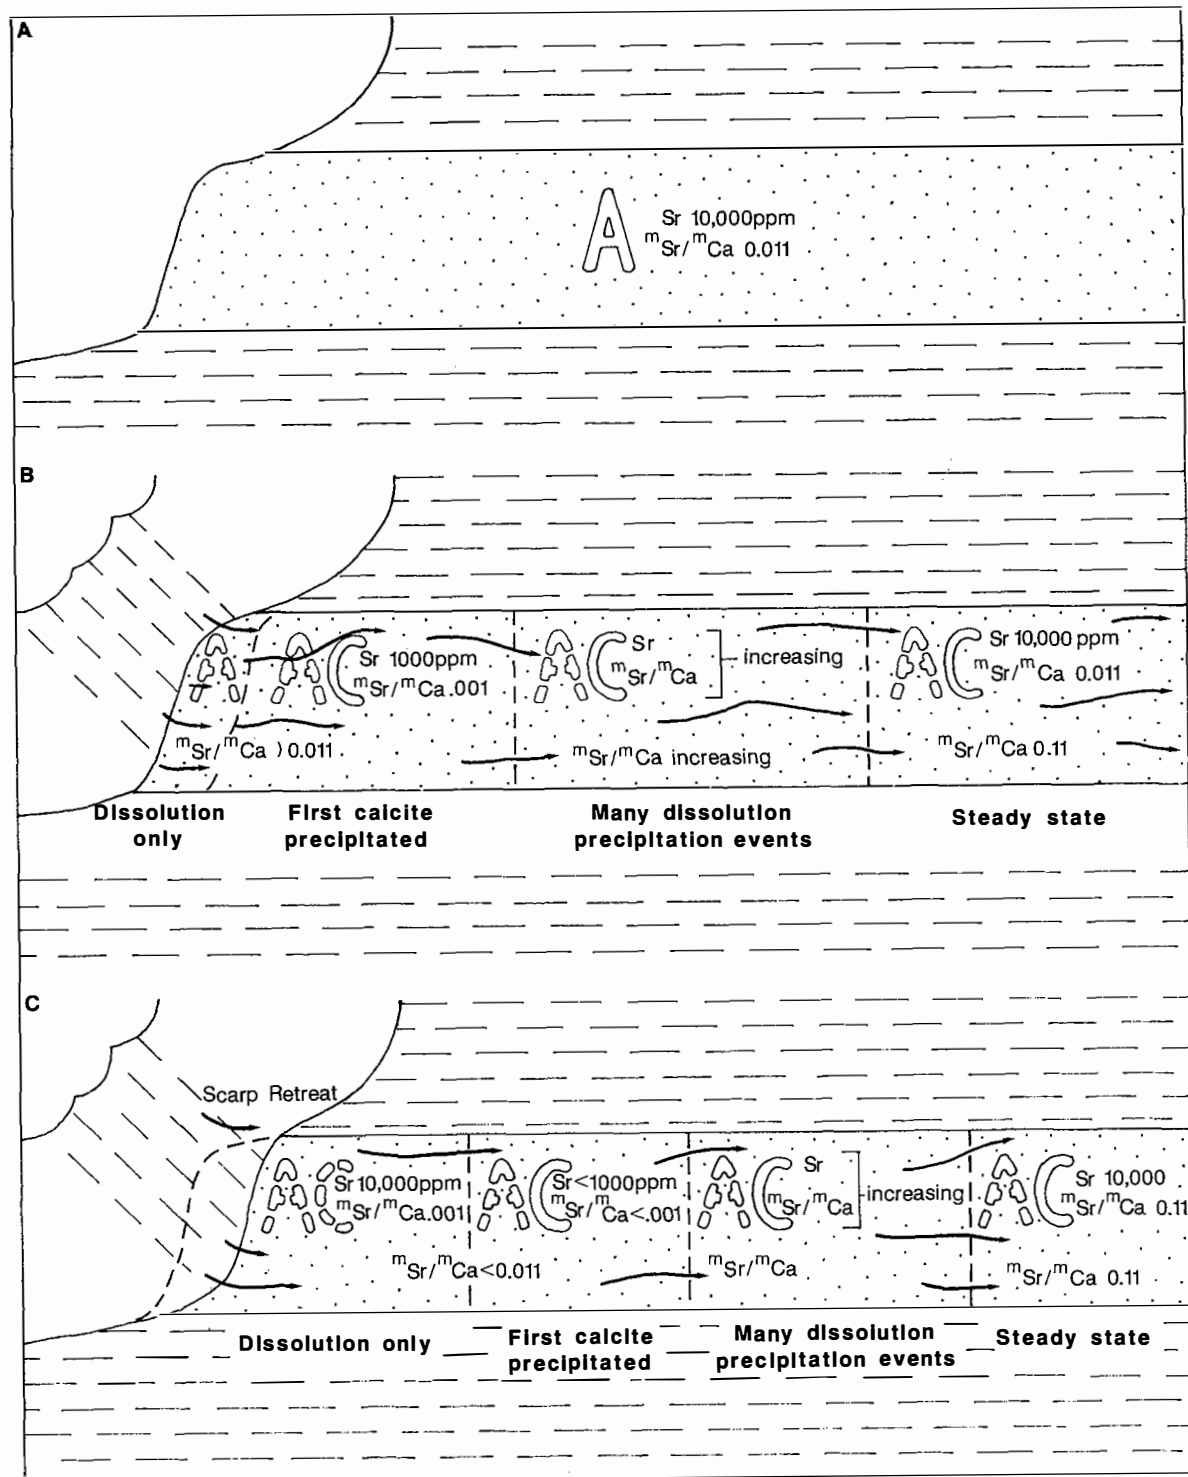 A
A
Sr 10,000ppm
mSr/mCa 0.011
B
A
A C Sr 1000ppm
mSr/mCa .001
A C Sr
mSr/mCa
increasing
A C Sr 10,000 ppm
mSr/mCa 0.011
mSr/mCa ⟩ 0.011
mSr/mCa increasing
mSr/mCa 0.11
Dissolution
only
First calcite
precipitated
Many dissolution
precipitation events
Steady state
C
Scarp Retreat
A C Sr 10,000ppm
mSr/mCa.001
A C Sr<1000ppm
mSr/mCa<.001
A C Sr
mSr/mCa
increasing
A C Sr 10,000
mSr/mCa 0.11
mSr/mCa<0.011
mSr/mCa
mSr/mCa 0.11
Dissolution only
First calcite
precipitated
Many dissolution
precipitation events
Steady state